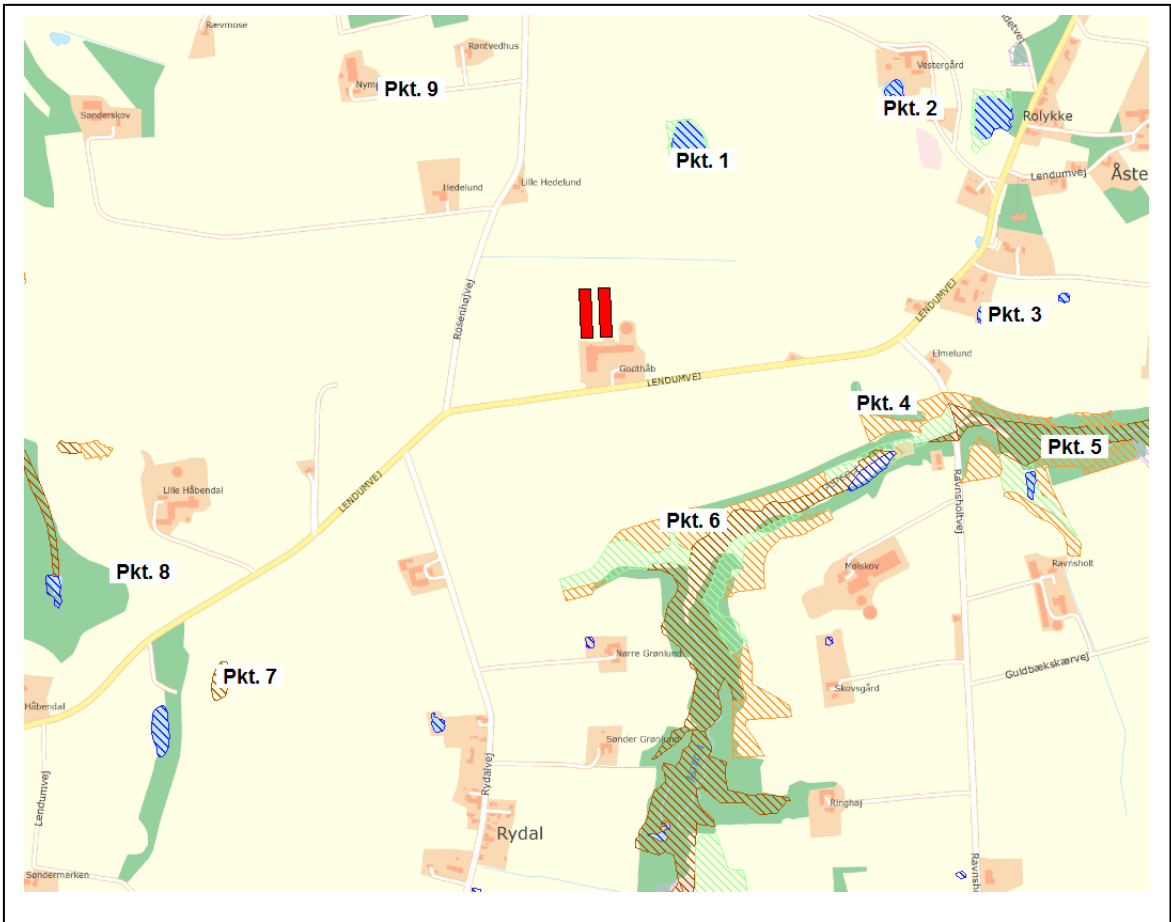 Rævmose
Røntvedhus
Nymp
Pkt. 9
Vestergård
Pkt. 2
Rolykke
Sønderskov
Pkt. 1
Lendumvej
Åste
Hedelund
Lille Hedelund
Rosenhøjvej
LENDUMVEJ
Pkt. 3
Godthåb
LENDUMVEJ
Elmelund
Pkt. 4
Pkt. 5
Lille Håbendal
LENDUMVEJ
Ravnsholtvej
Pkt. 6
Pkt. 8
Mølskov
Ravnsholt
Nørre Grønlund
Guldbækskærvej
Pkt. 7
Skovsgård
Håbendal
Sønder Grønlund
Rydalvej
Lendumvej
Ringhøj
Rydal
Søndermarken
Ravnsh